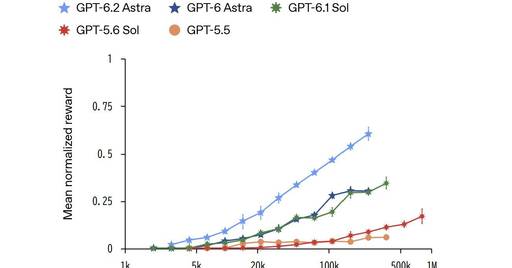 GPT-6.2 Astra GPT-6 Astra GPT-6.1 Sol
GPT-5.6 Sol GPT-5.5
1
0.75
0.5
0.25
0
Mean normalized reward
1k 5k 20k 100k 500k 1M